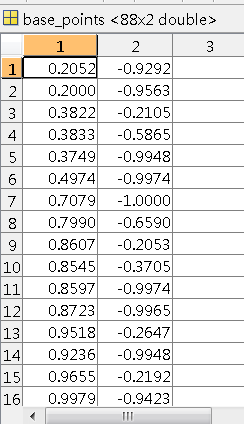 base_points <88x2 double>
1 2 3
1 0.2052 -0.9292
2 0.2000 -0.9563
3 0.3822 -0.2105
4 0.3833 -0.5865
5 0.3749 -0.9948
6 0.4974 -0.9974
7 0.7079 -1.0000
8 0.7990 -0.6590
9 0.8607 -0.2053
10 0.8545 -0.3705
11 0.8597 -0.9974
12 0.8723 -0.9965
13 0.9518 -0.2647
14 0.9236 -0.9948
15 0.9655 -0.2192
16 0.9979 -0.9423